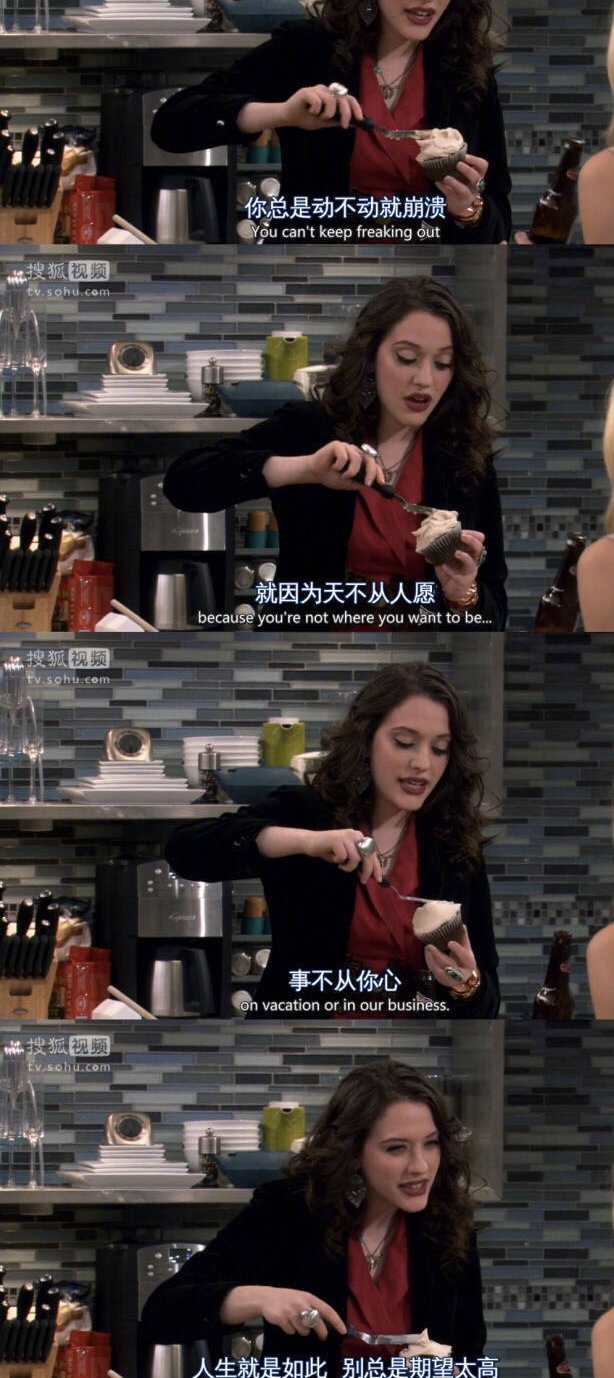 你总是动不动就崩溃
You can't keep freaking out
搜狐视频
tv.sohu.com
就因为天不从人愿
because you're not where you want to be...
搜狐视频
tv.sohu.com
事不从你心
on vacation or in our business.
搜狐视频
tv.sohu.com
人生就是如此 别总是期望太高